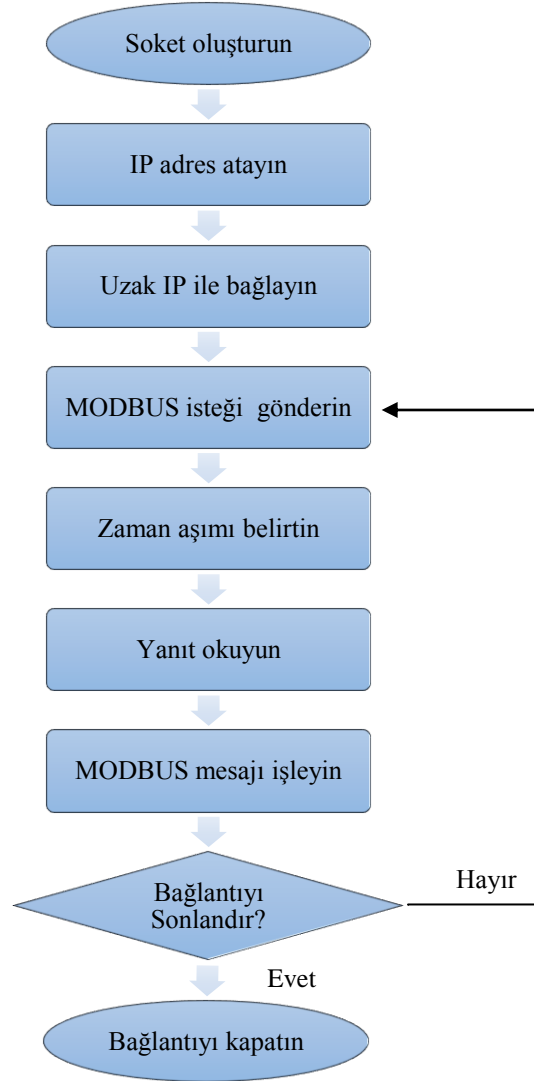 Soket oluşturun
IP adres atayın
Uzak IP ile bağlayın
MODBUS isteği  gönderin
Zaman aşımı belirtin
Yanıt okuyun
MODBUS mesajı işleyin
Bağlantıyı
Sonlandır?
Hayır
Evet
Bağlantıyı kapatın